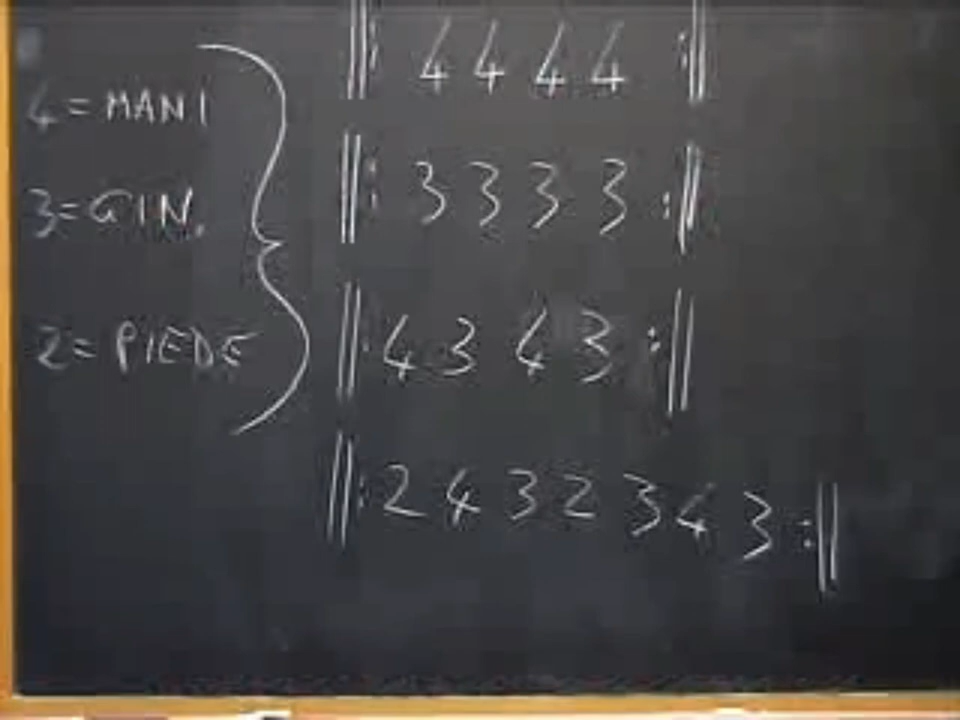 4 = MANI
3 = GIN.
2 = PIEDE
‖: 4 4 4 4 :‖
‖: 3 3 3 3 :‖
‖: 4 3 4 3 :‖
‖: 2 4 3 2 3 4 3 :‖